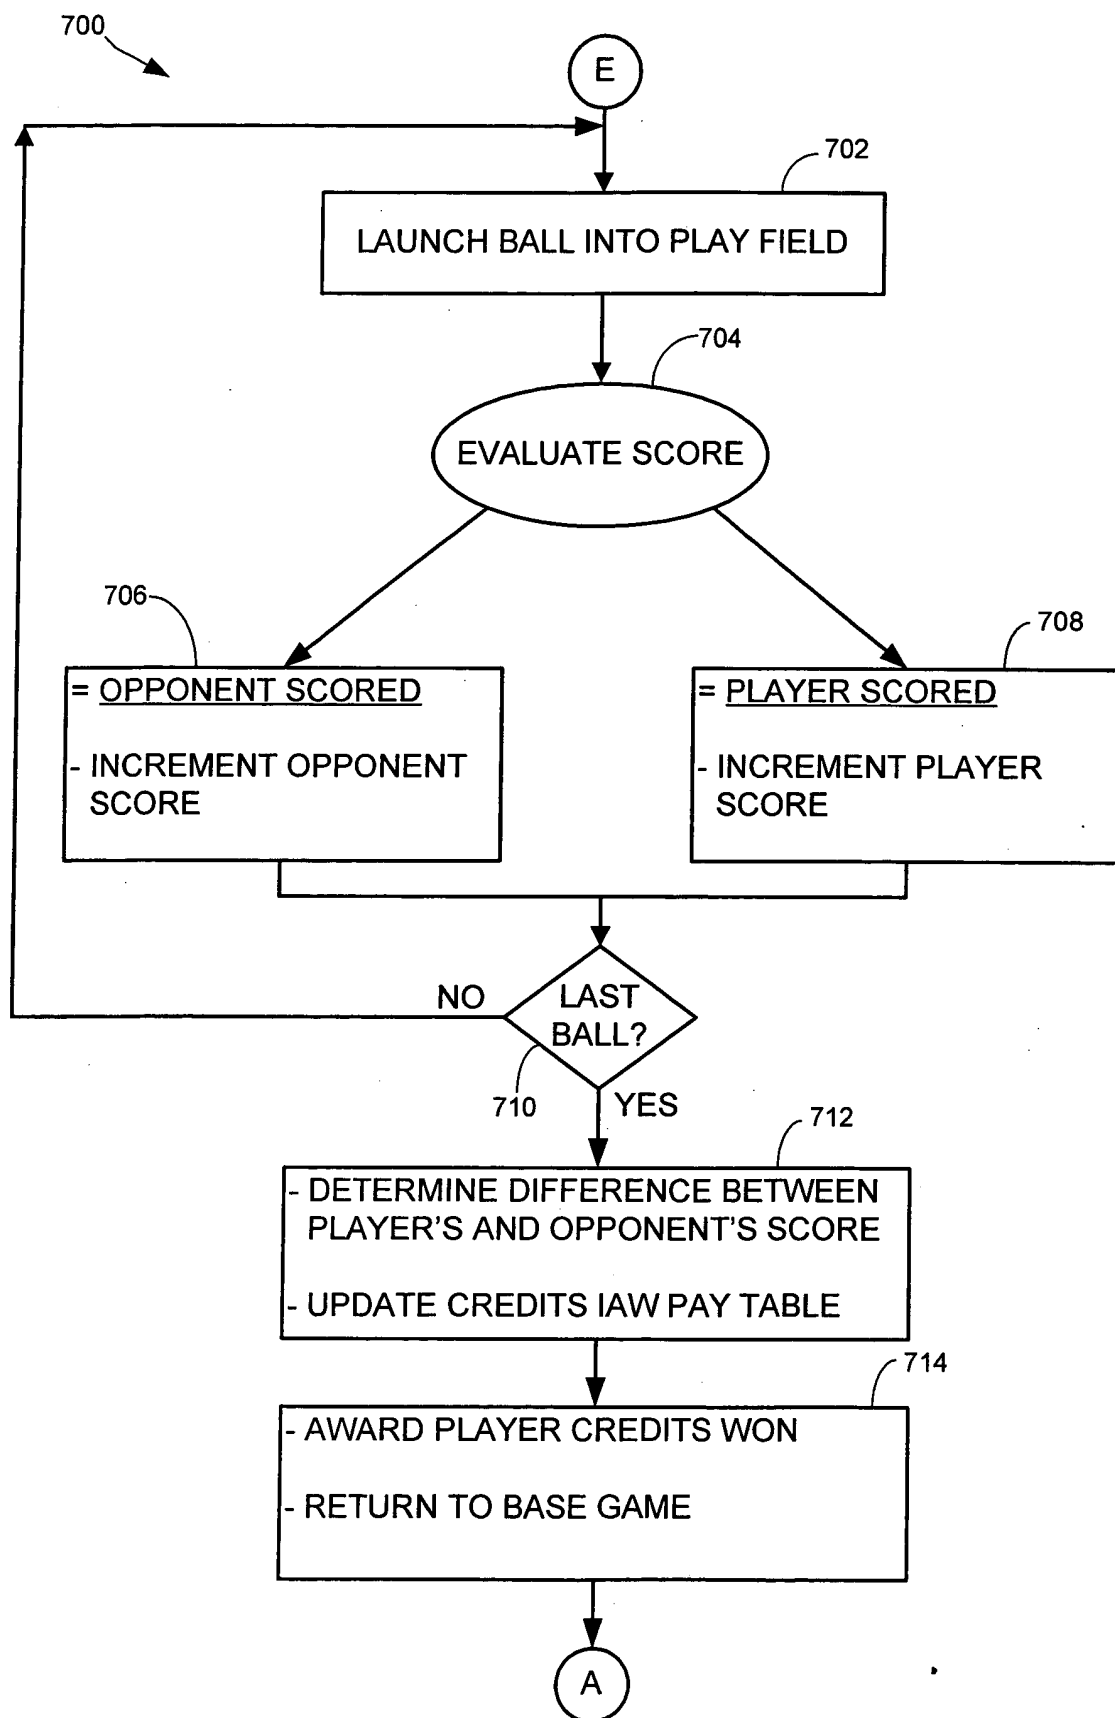 700
E
702
LAUNCH BALL INTO PLAY FIELD
704
EVALUATE SCORE
706
708
= OPPONENT SCORED
- INCREMENT OPPONENT
SCORE
= PLAYER SCORED
- INCREMENT PLAYER
SCORE
NO
LAST
BALL?
710
YES
712
- DETERMINE DIFFERENCE BETWEEN
PLAYER'S AND OPPONENT'S SCORE
- UPDATE CREDITS IAW PAY TABLE
714
- AWARD PLAYER CREDITS WON
- RETURN TO BASE GAME
A